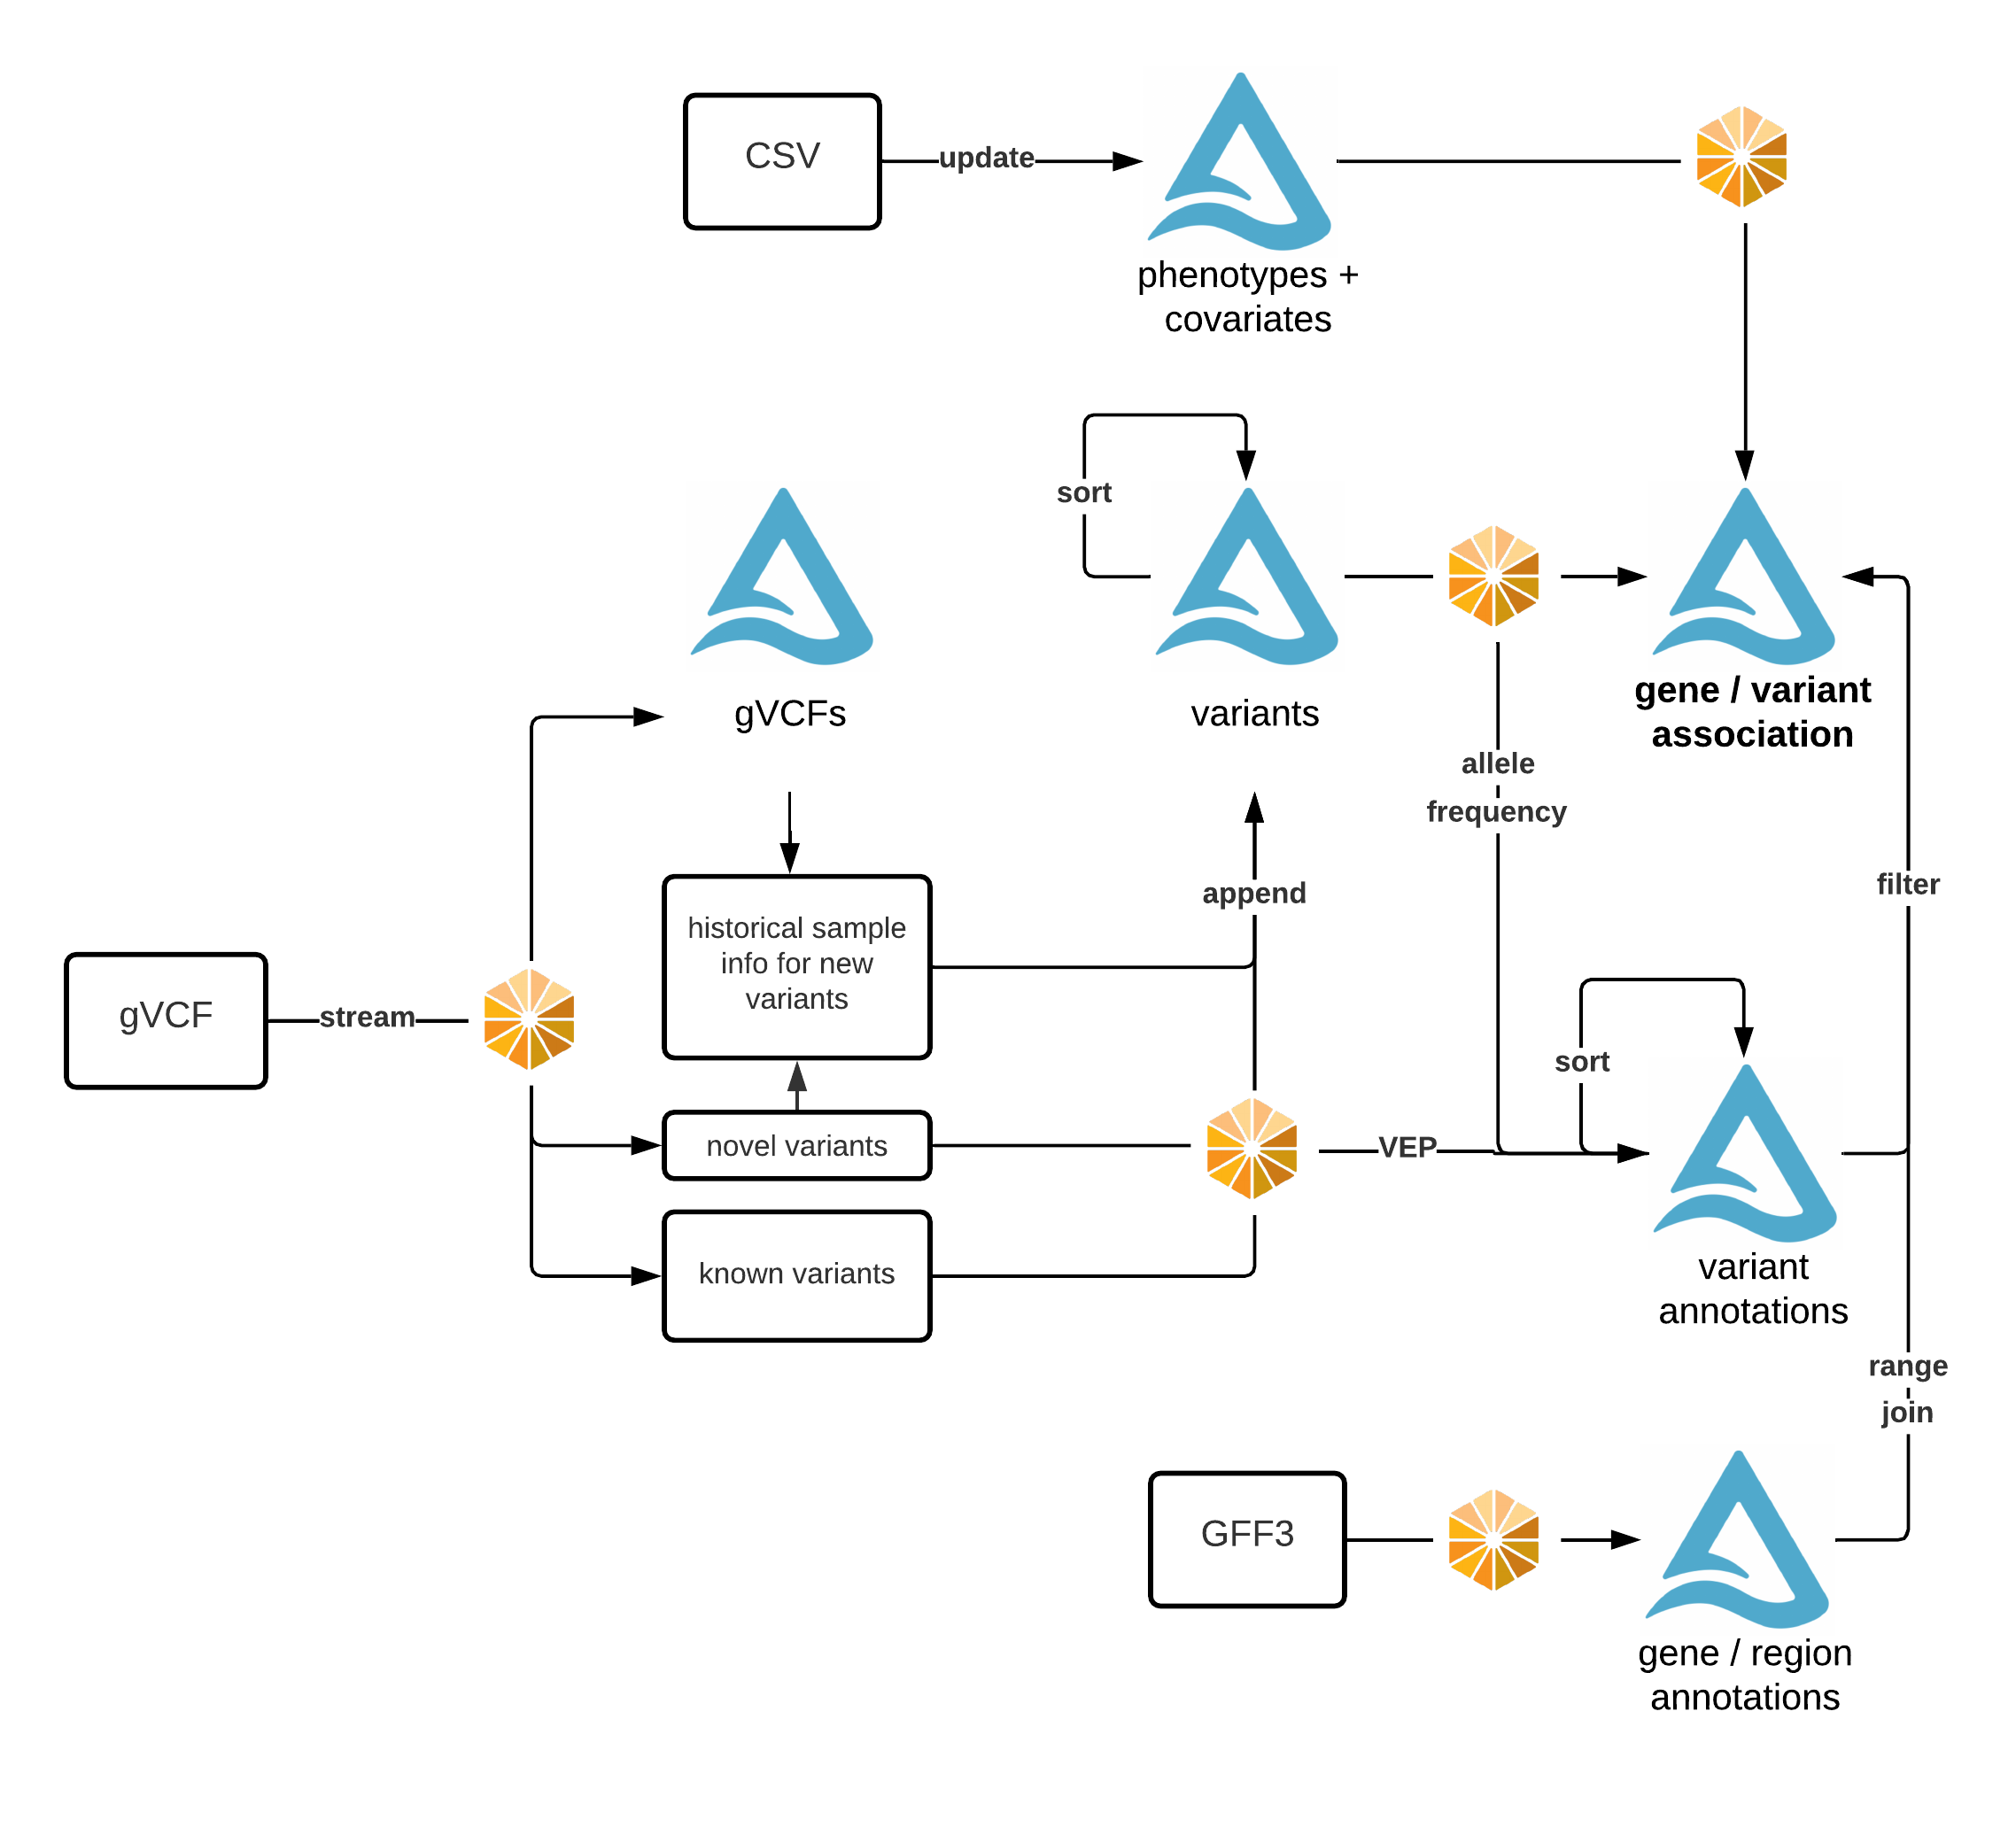 CSV
update
phenotypes +
covariates
sort
gVCFs
variants
gene / variant
association
allele
frequency
append
filter
historical sample
info for new
variants
gVCF
stream
sort
novel variants
VEP
known variants
variant
annotations
range
join
GFF3
gene / region
annotations